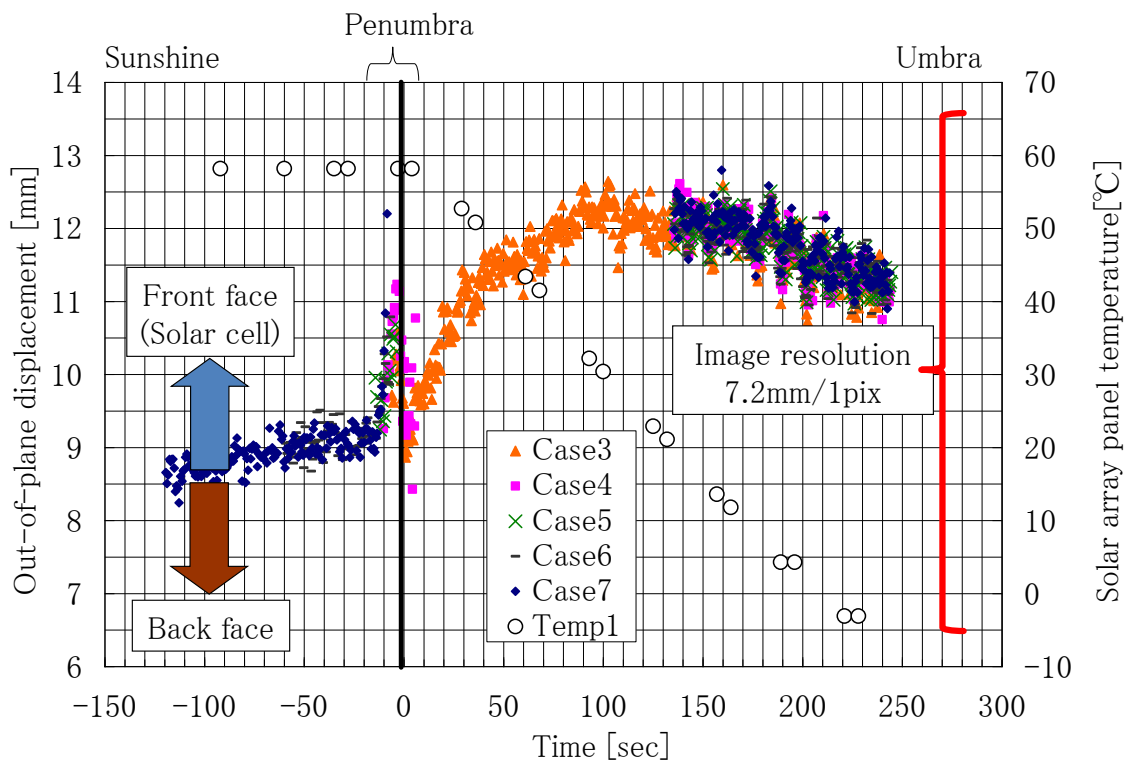 Penumbra
Sunshine
Umbra
14
13
12
11
10
9
8
7
6
Out-of-plane displacement [mm]
70
60
50
40
30
20
10
0
-10
Solar array panel temperature[℃]
Front face
(Solar cell)
Back face
Image resolution
7.2mm/1pix
Case3
Case4
Case5
Case6
Case7
Temp1
-150 -100 -50 0 50 100 150 200 250 300
Time [sec]